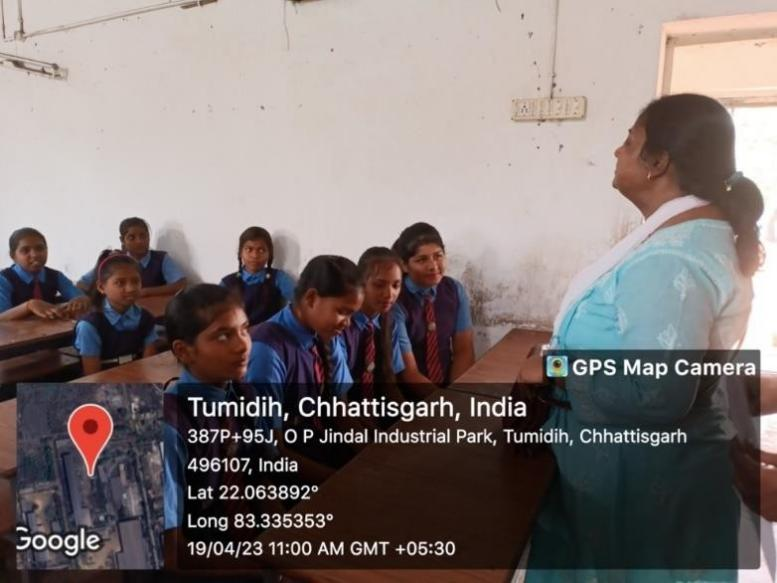 GPS Map Camera
Tumidih, Chhattisgarh, India
387P+95J, O P Jindal Industrial Park, Tumidih, Chhattisgarh
496107, India
Lat 22.063892°
Long 83.335353°
19/04/23 11:00 AM GMT +05:30
Google